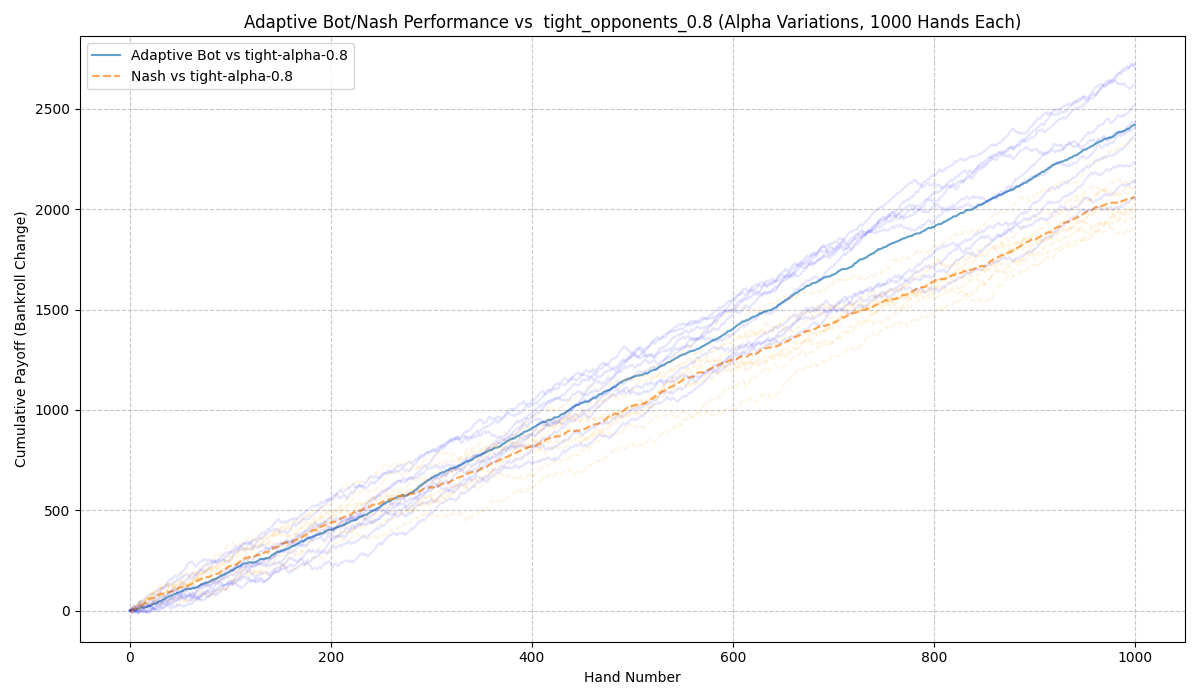 Adaptive Bot/Nash Performance vs  tight_opponents_0.8 (Alpha Variations, 1000 Hands Each)
Adaptive Bot vs tight-alpha-0.8
Nash vs tight-alpha-0.8
Cumulative Payoff (Bankroll Change)
2500
2000
1500
1000
500
0
0 200 400 600 800 1000
Hand Number